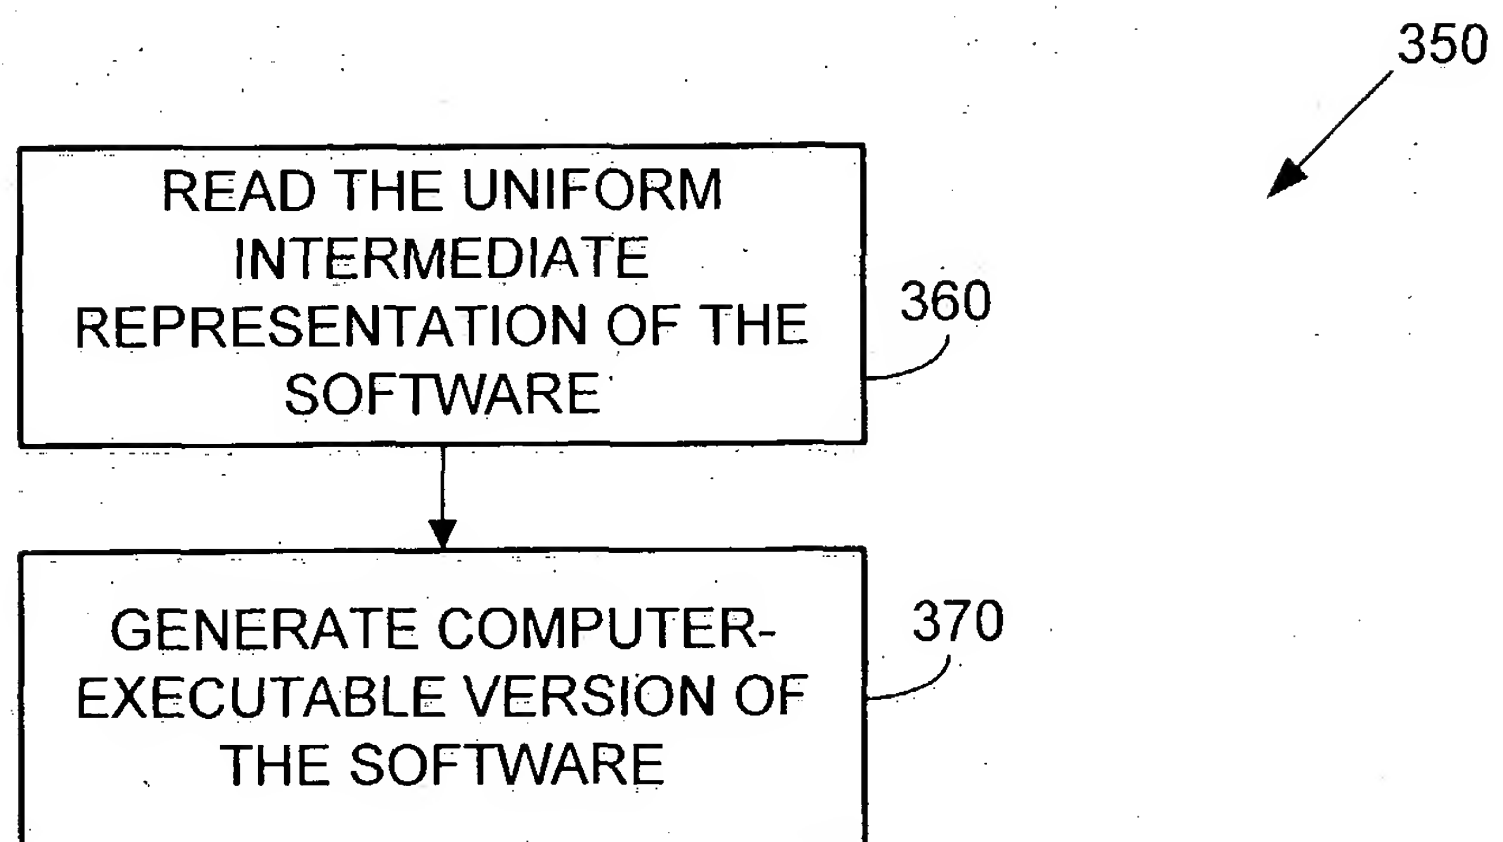 350
READ THE UNIFORM
INTERMEDIATE
REPRESENTATION OF THE
SOFTWARE
360
GENERATE COMPUTER-
EXECUTABLE VERSION OF
THE SOFTWARE
370